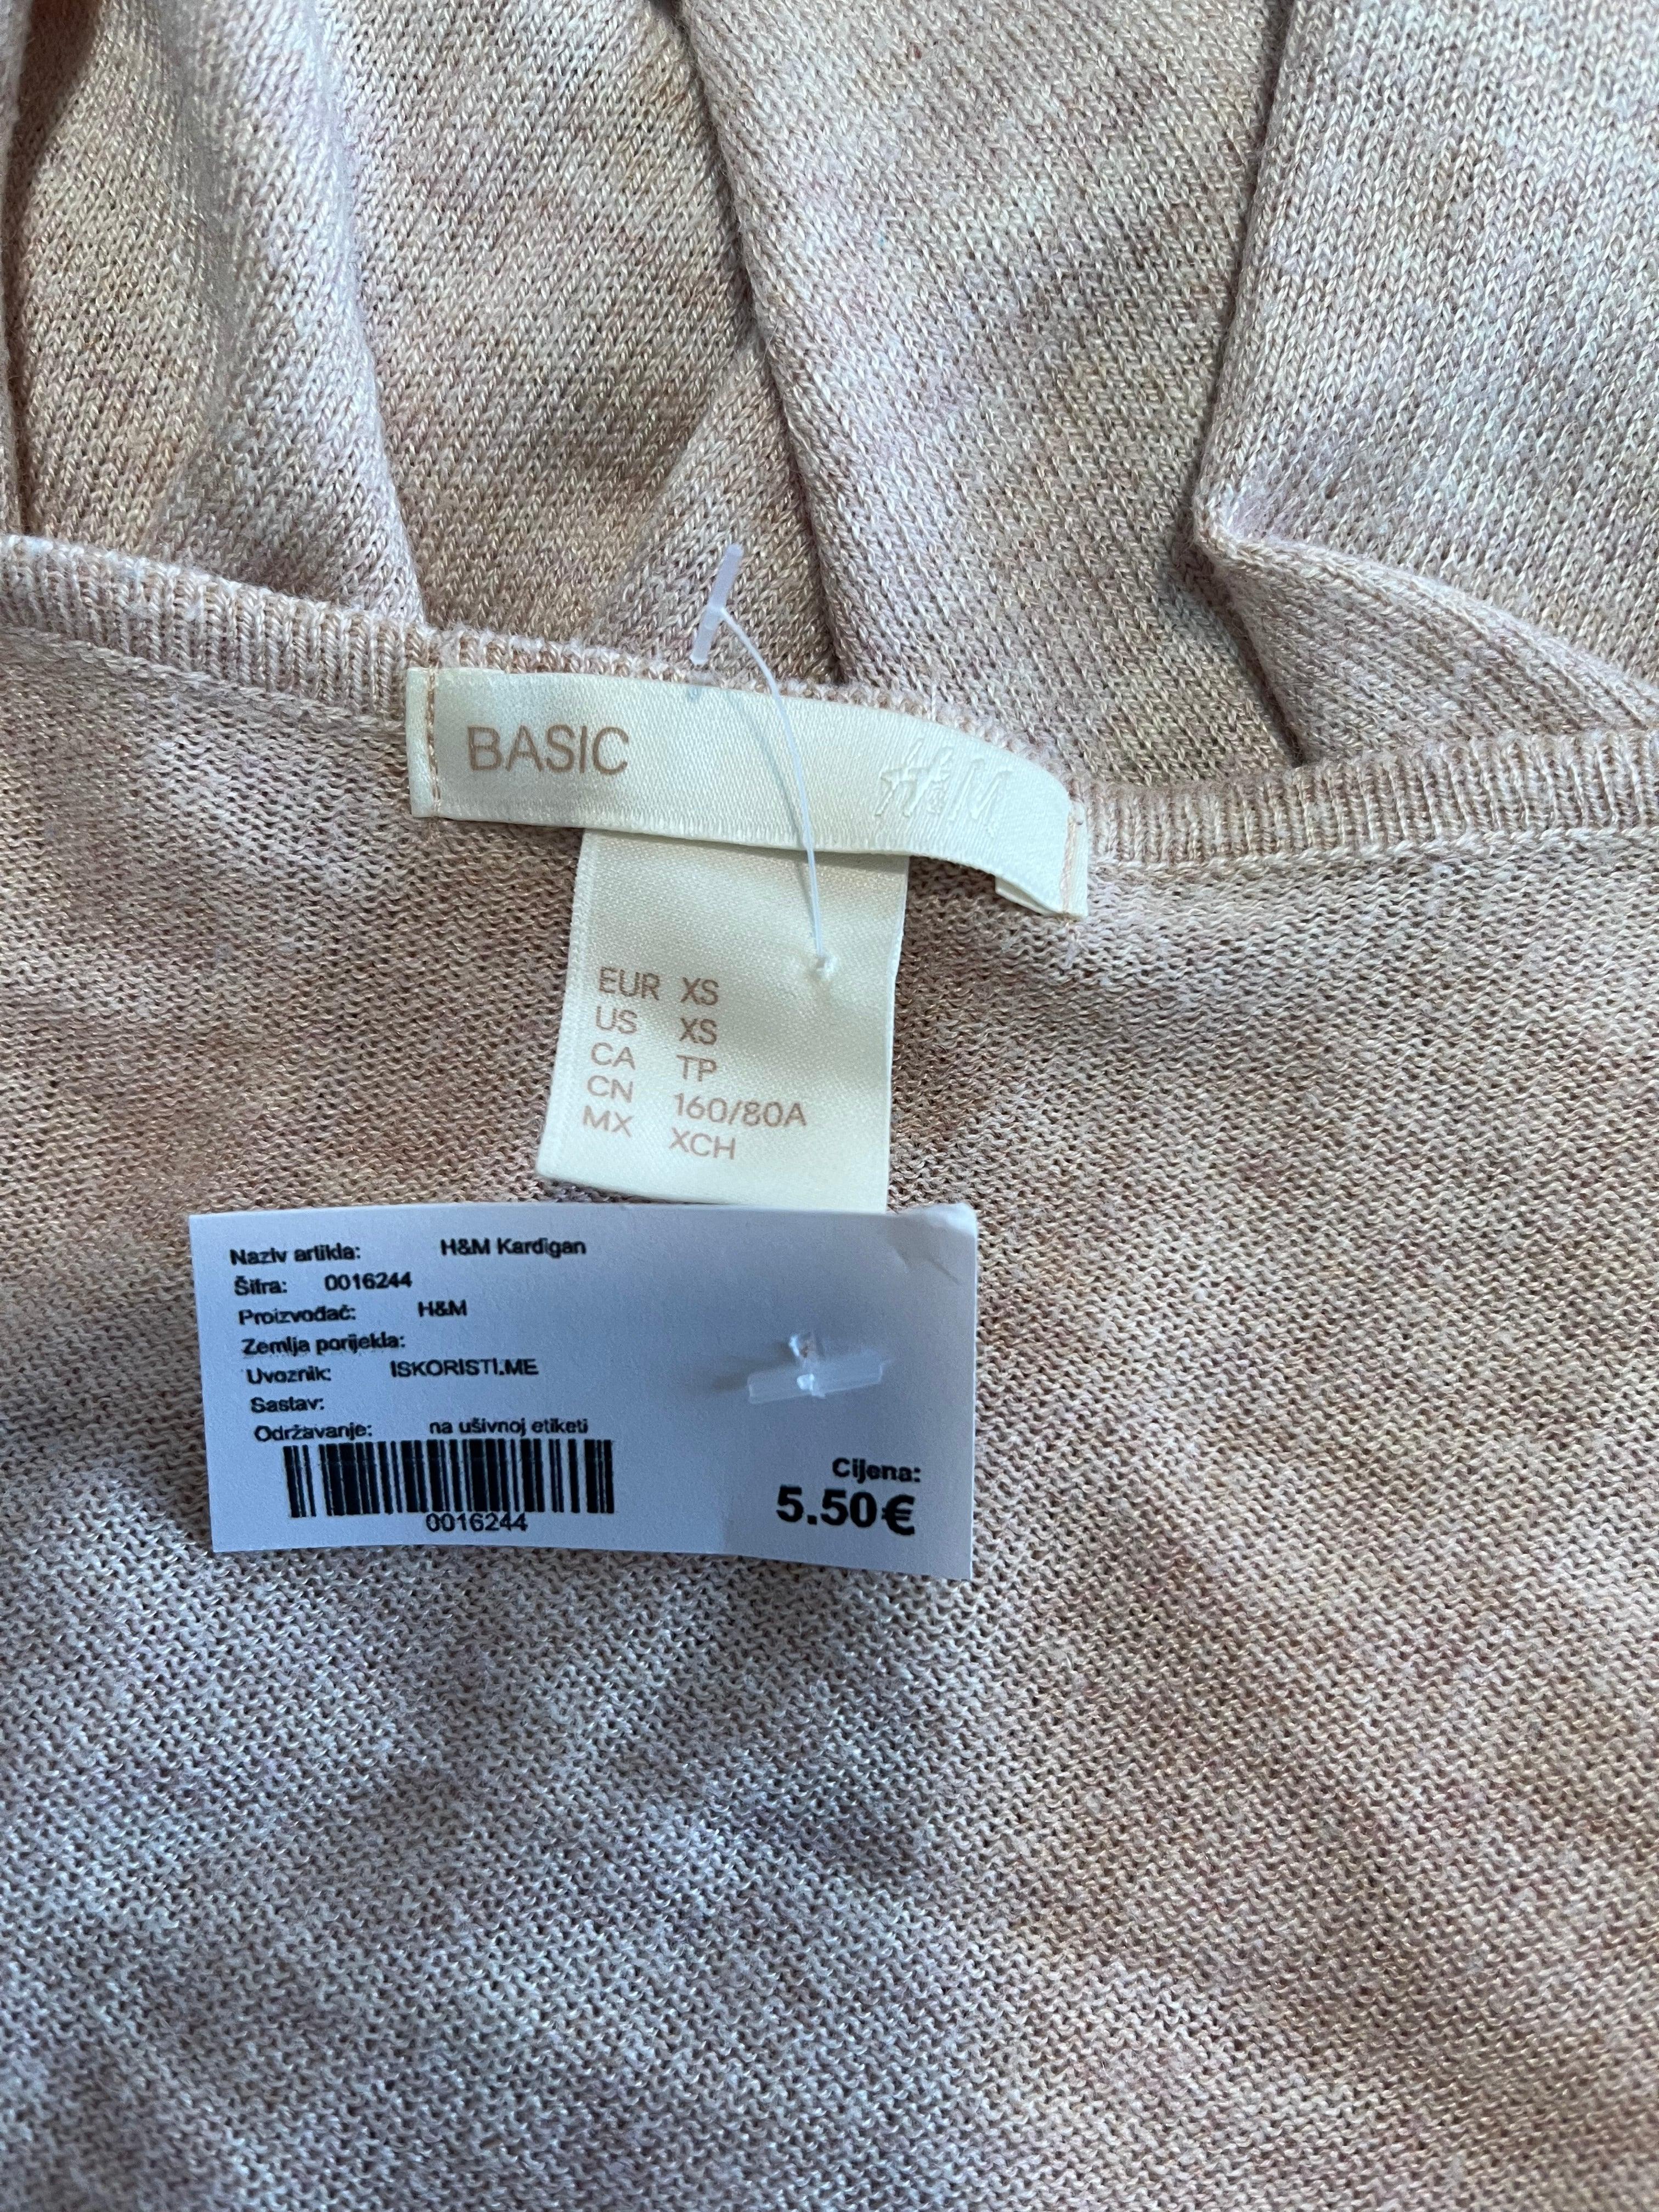 BASIC H&M
EUR XS
US XS
CA TP
CN 160/80A
MX XCH
Naziv artikla: H&M Kardigan
Šifra: 0016244
Proizvođač: H&M
Zemlja porijekla:
Uvoznik: ISKORISTI.ME
Sastav:
Održavanje: na ušivnoj etiketi
0016244
Cijena:
5.50€